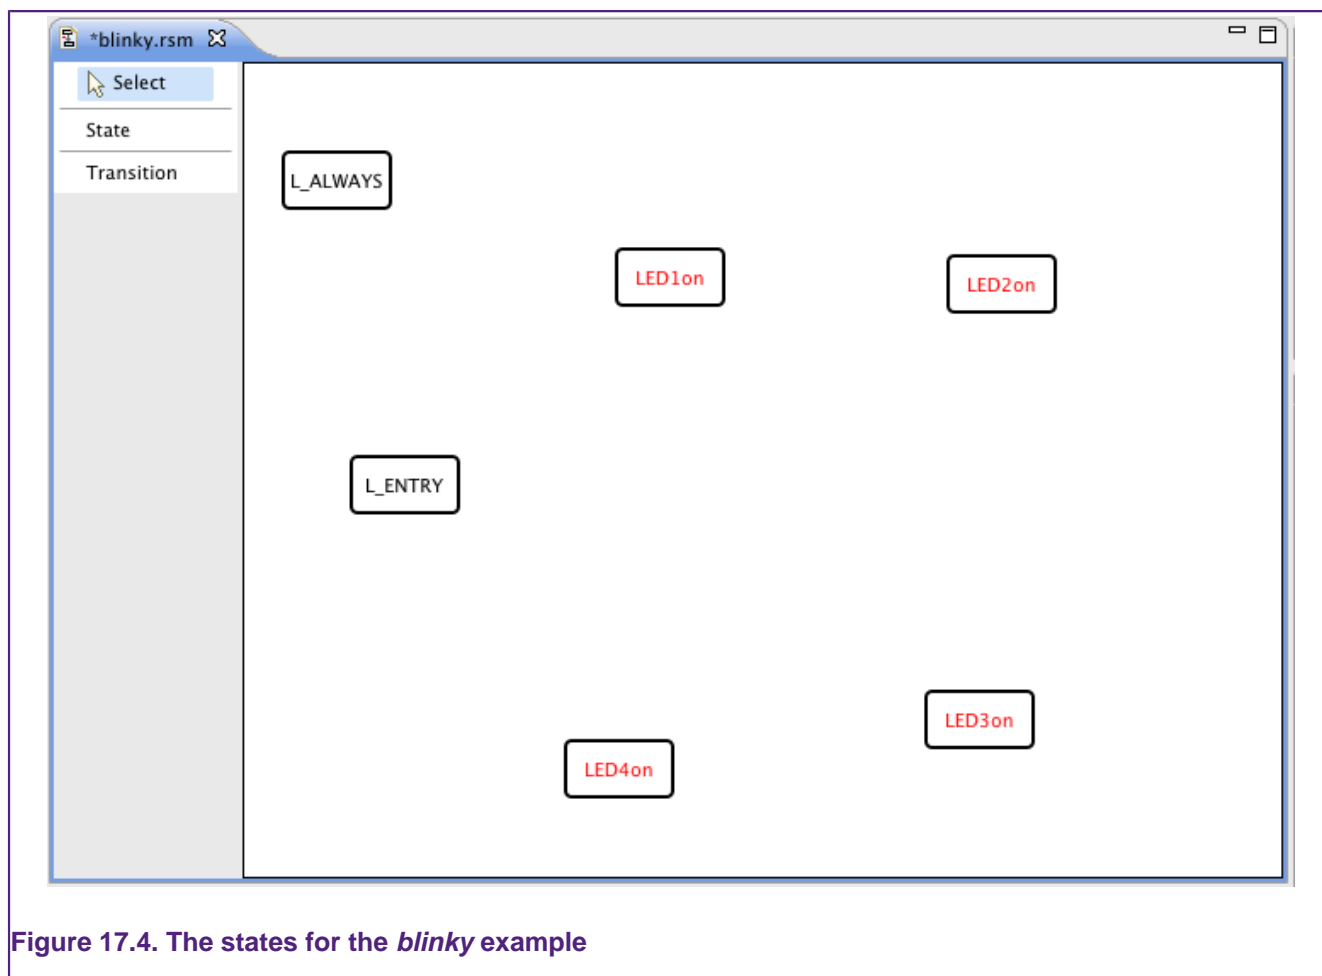 *blinky.rsm
Select
State
Transition
L_ALWAYS
LED1on
LED2on
L_ENTRY
LED3on
LED4on
Figure 17.4. The states for the blinky example